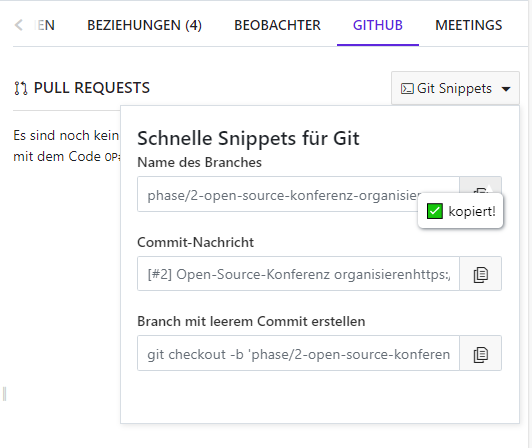 EN BEZIEHUNGEN (4) BEOBACHTER GITHUB MEETINGS
PULL REQUESTS
Git Snippets
Es sind noch kein
mit dem Code OP#
Schnelle Snippets für Git
Name des Branches
phase/2-open-source-konferenz-organisiere
kopiert!
Commit-Nachricht
[#2] Open-Source-Konferenz organisierenhttps:/
Branch mit leerem Commit erstellen
git checkout -b 'phase/2-open-source-konferen